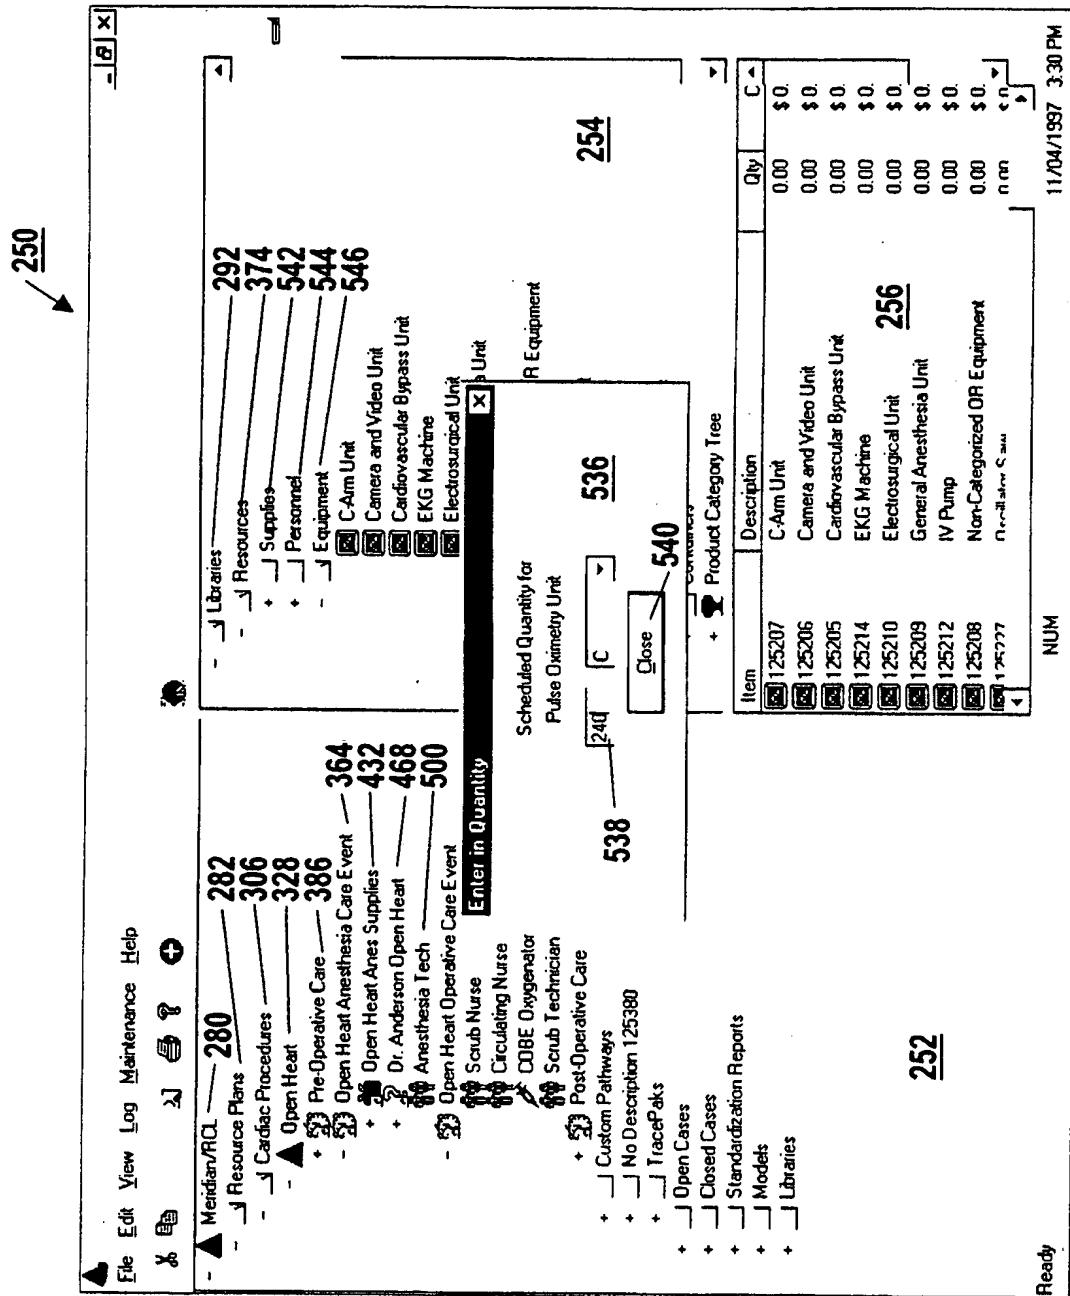 250
File Edit View Log Maintenance Help
- Meridian/RCL 280
- Resource Plans 282
- Cardiac Procedures 306
- Open Heart 328
+ Pre-Operative Care 386
- Open Heart Anesthesia Care Event 364
+ Open Heart Anes Supplies 432
+ Dr. Anderson Open Heart 468
Anesthesia Tech 500
- Open Heart Operative Care Event
Scrub Nurse
Circulating Nurse
COBE Oxygenator
Scrub Technician
+ Post-Operative Care
+ Custom Pathways
+ No Description 125380
+ TracePaks
+ Open Cases
+ Closed Cases
+ Standardization Reports
+ Models
+ Libraries
252
- Libraries 292
- Resources 374
+ Supplies 542
+ Personnel 544
- Equipment 546
C-Arm Unit
Camera and Video Unit
Cardiovascular Bypass Unit
EKG Machine
Electrosurgical Unit
Unit
R Equipment
254
+ Product Category Tree
Enter in Quantity
Scheduled Quantity for
Pulse Oximetry Unit
240 C
538
536
Close
540
Item Description Qty C
125207 C-Arm Unit 0.00 $ 0.
125206 Camera and Video Unit 0.00 $ 0.
125205 Cardiovascular Bypass Unit 0.00 $ 0.
125214 EKG Machine 0.00 $ 0.
125210 Electrosurgical Unit 0.00 $ 0.
125209 General Anesthesia Unit 0.00 $ 0.
125212 IV Pump 0.00 $ 0.
125208 Non-Categorized OR Equipment 0.00 $ 0.
256
Ready NUM 11/04/1997 3:30 PM